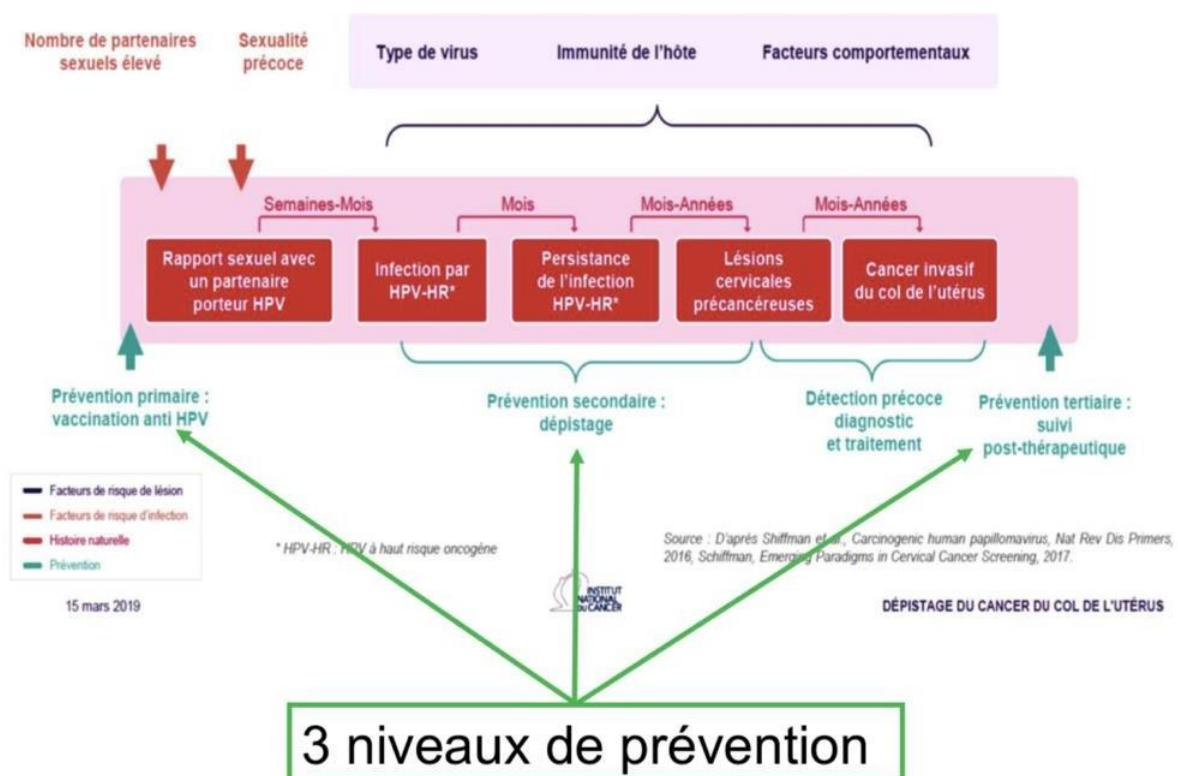 Nombre de partenaires
sexuels élevé
Sexualité
précoce
Type de virus
Immunité de l'hôte
Facteurs comportementaux
Semaines-Mois
Mois
Mois-Années
Mois-Années
Rapport sexuel avec
un partenaire
porteur HPV
Infection par
HPV-HR*
Persistance
de l'infection
HPV-HR*
Lésions
cervicales
précancéreuses
Cancer invasif
du col de l'utérus
Prévention primaire :
vaccination anti HPV
Prévention secondaire :
dépistage
Détection précoce
diagnostic
et traitement
Prévention tertiaire :
suivi
post-thérapeutique
Facteurs de risque de lésion
Facteurs de risque d'infection
Histoire naturelle
Prévention
* HPV-HR : HPV à haut risque oncogène
Source : D'aprés Shiffman et al., Carcinogenic human papillomavirus, Nat Rev Dis Primers,
2016, Schiffman, Emerging Paradigms in Cervical Cancer Screening, 2017.
15 mars 2019
INSTITUT
NATIONAL
DU CANCER
DÉPISTAGE DU CANCER DU COL DE L'UTÉRUS
3 niveaux de prévention